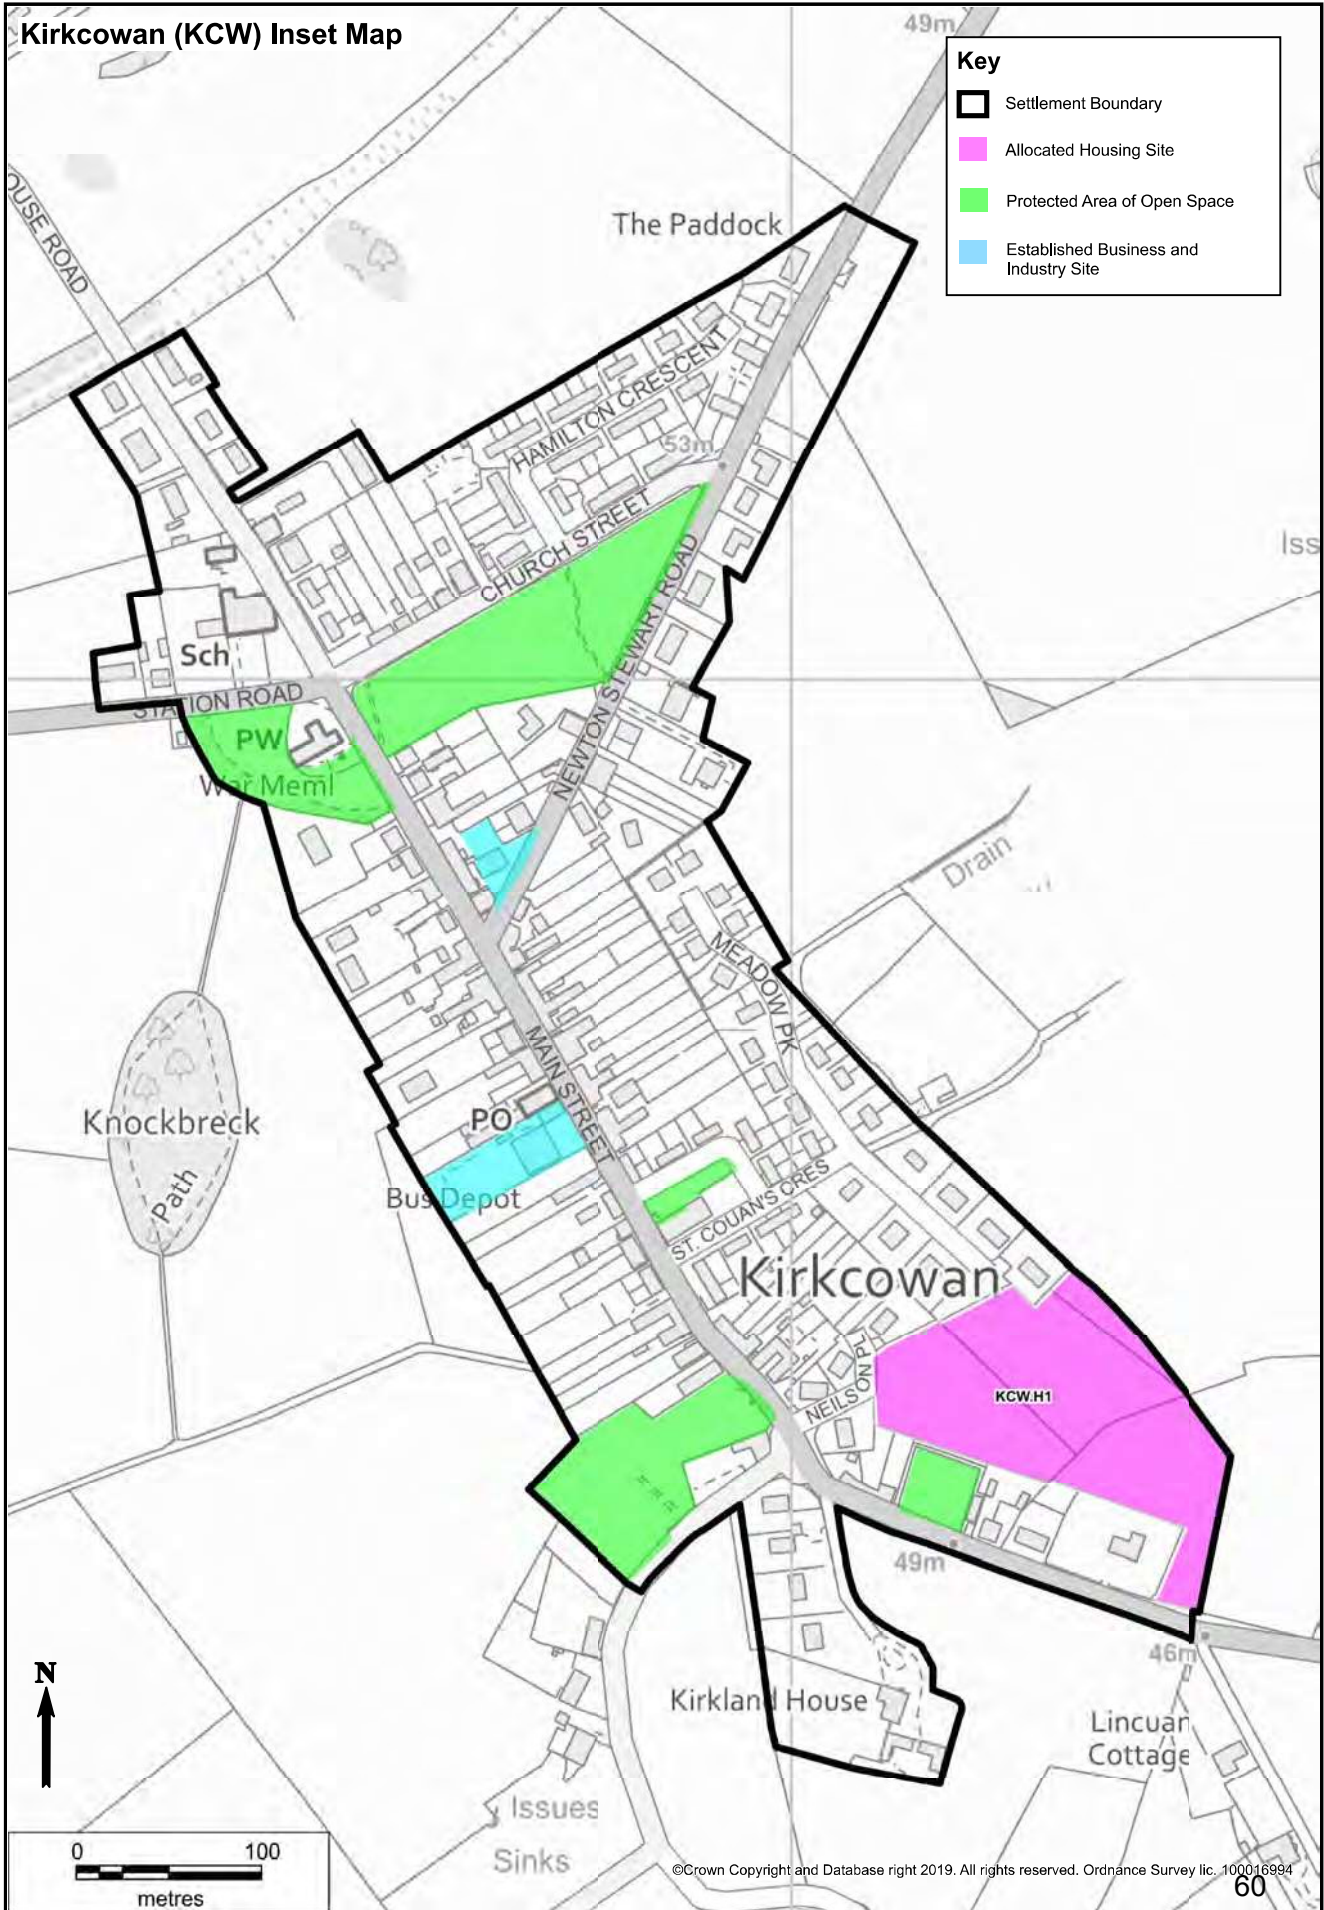 Kirkcowan (KCW) Inset Map
49m
Key
Settlement Boundary
Allocated Housing Site
Protected Area of Open Space
Established Business and
Industry Site
OUSE ROAD
The Paddock
HAMILTON CRESCENT
53m
CHURCH STREET
Iss
NEWTON STEWART ROAD
Sch
STATION ROAD
PW
War Meml
Drain
MEADOW PK
MAIN STREET
Knockbreck
Path
PO
Bus Depot
ST. COUAN'S CRES
Kirkcowan
NEILSON PL
KCW.H1
49m
46m
Kirkland House
Lincuan
Cottage
N
Issues
Sinks
0 100
metres
©Crown Copyright and Database right 2019. All rights reserved. Ordnance Survey lic. 100016994
60